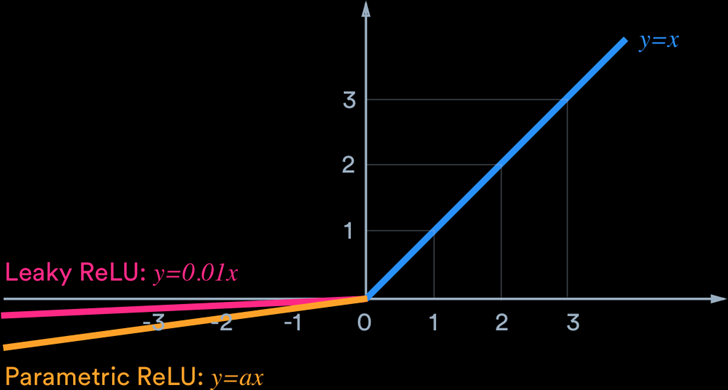 y=x
3
2
1
Leaky ReLU: y=0.01x
-3 -2 -1 0 1 2 3
Parametric ReLU: y=ax